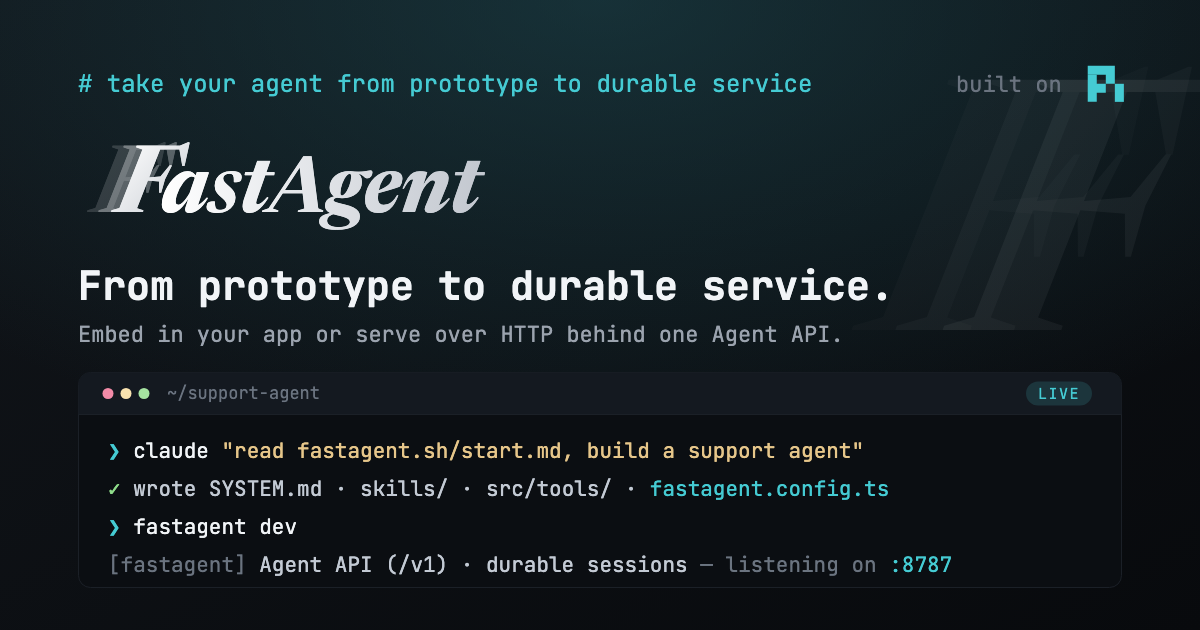 # take your agent from prototype to durable service
built on
FastAgent
From prototype to durable service.
Embed in your app or serve over HTTP behind one Agent API.
~/support-agent
LIVE
❯ claude "read fastagent.sh/start.md, build a support agent"
✓ wrote SYSTEM.md · skills/ · src/tools/ · fastagent.config.ts
❯ fastagent dev
[fastagent] Agent API (/v1) · durable sessions — listening on :8787